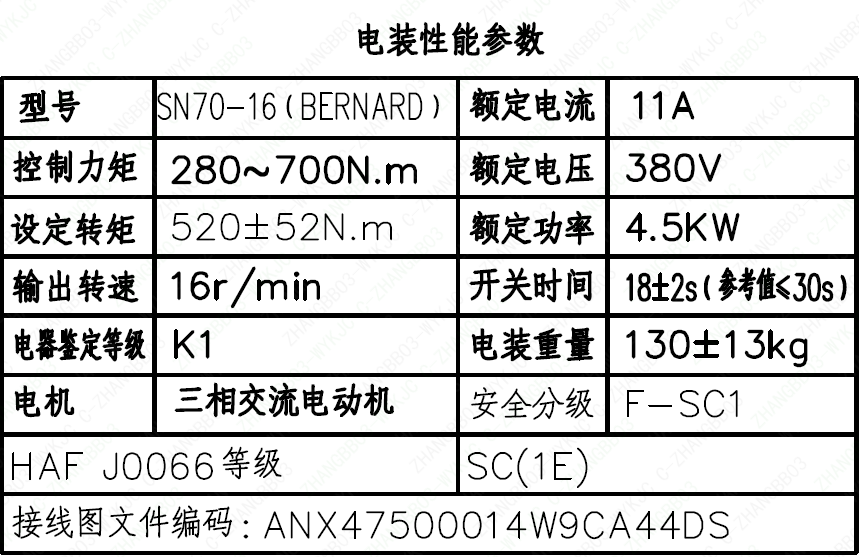 电装性能参数
型号 SN70-16(BERNARD) 额定电流 11A
控制力矩 280~700N.m 额定电压 380V
设定转矩 520±52N.m 额定功率 4.5KW
输出转速 16r/min 开关时间 18±2s(参考值≤30s)
电器鉴定等级 K1 电装重量 130±13kg
电机 三相交流电动机 安全分级 F-SC1
HAF J0066等级 SC(1E)
接线图文件编码: ANX47500014W9CA44DS